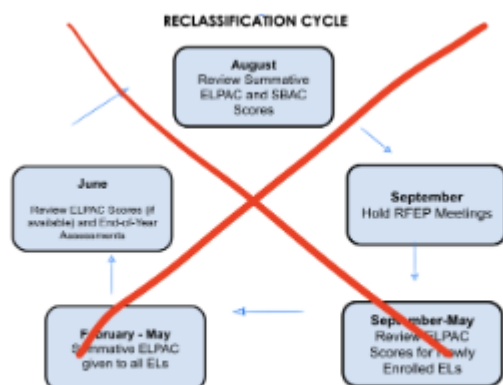 RECLASSIFICATION CYCLE
August
Review Summative
ELPAC and SBAC
Scores
September
Hold RFEP Meetings
September-May
Review ELPAC
Scores for Newly
Enrolled ELs
February - May
Summative ELPAC
given to all ELs
June
Review ELPAC Scores (if
available) and End-of-Year
Assessments